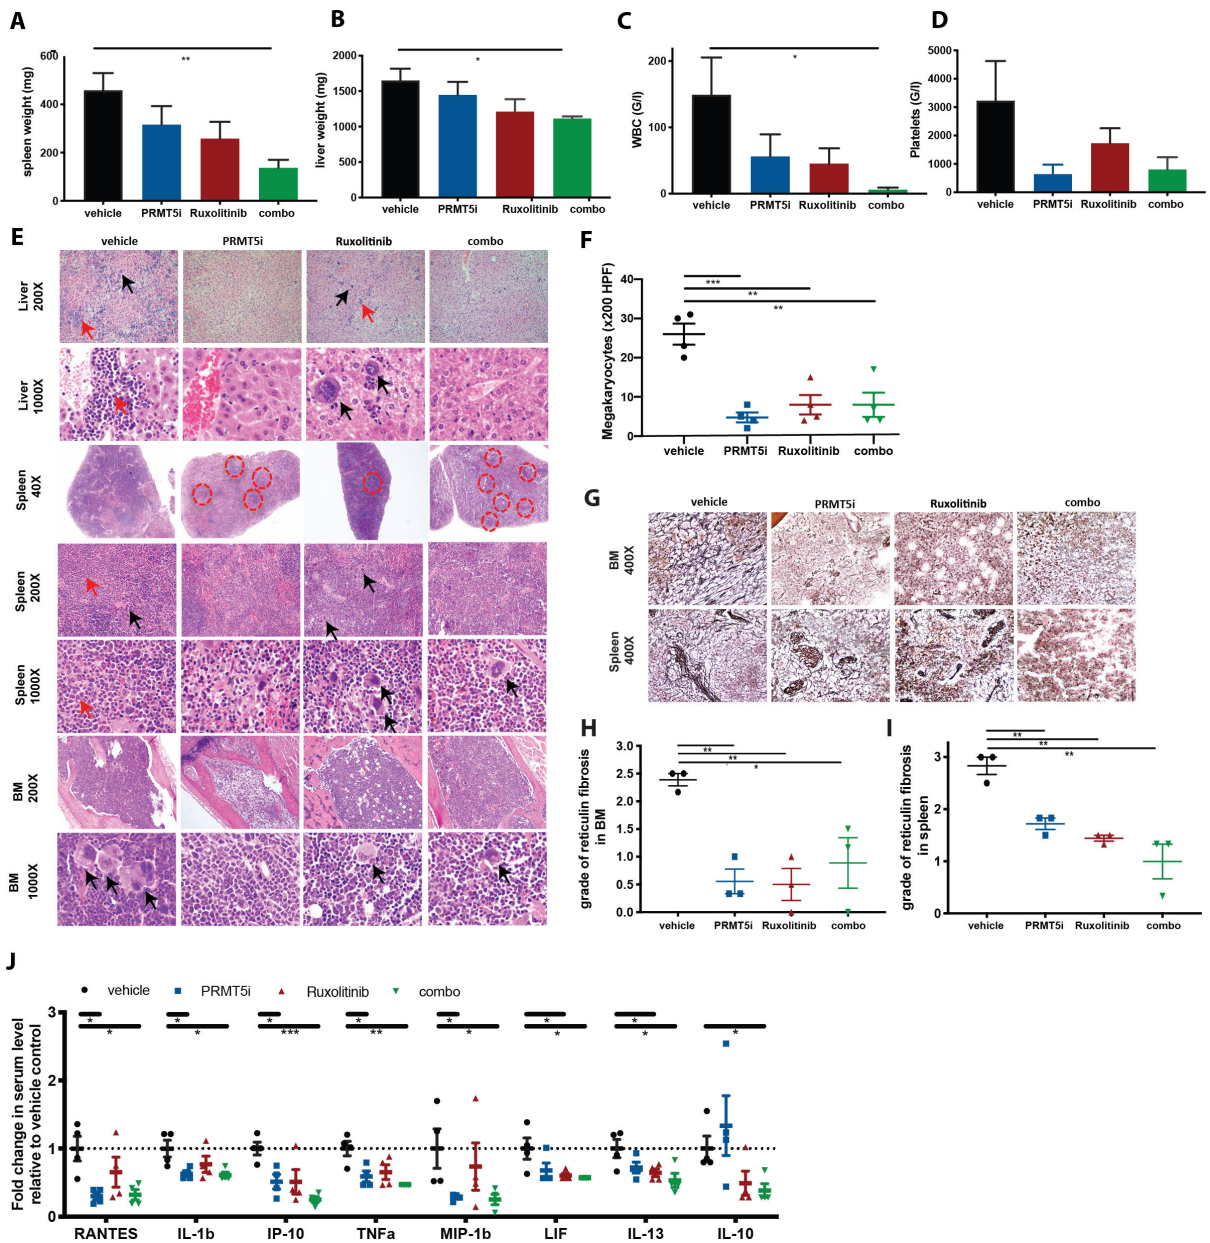 A
B
C
D
spleen weight (mg)
600
400
200
0
**
vehicle PRMT5i Ruxolitinib combo
liver weight (mg)
2000
1500
1000
500
0
*
vehicle PRMT5i Ruxolitinib combo
WBC (G/l)
200
100
0
*
vehicle PRMT5i Ruxolitinib combo
Platelets (G/l)
5000
4000
3000
2000
1000
0
vehicle PRMT5i Ruxolitinib combo
E
vehicle PRMT5i Ruxolitinib combo
Liver
200X
Liver
1000X
Spleen
40X
Spleen
200X
Spleen
1000X
BM
200X
BM
1000X
F
Megakaryocytes (x200 HPF)
40
30
20
10
0
***
**
**
vehicle PRMT5i Ruxolitinib combo
G
vehicle PRMT5i Ruxolitinib combo
BM
400X
Spleen
400X
H
grade of reticulin fibrosis
in BM
3.0
2.5
2.0
1.5
1.0
0.5
0.0
**
**
*
vehicle PRMT5i Ruxolitinib combo
I
grade of reticulin fibrosis
in spleen
3
2
1
0
**
**
**
vehicle PRMT5i Ruxolitinib combo
J
vehicle PRMT5i Ruxolitinib combo
Fold change in serum level
relative to vehicle control
3
2
1
0
* * * * * * *
* * *** ** * * * *
RANTES IL-1b IP-10 TNFa MIP-1b LIF IL-13 IL-10